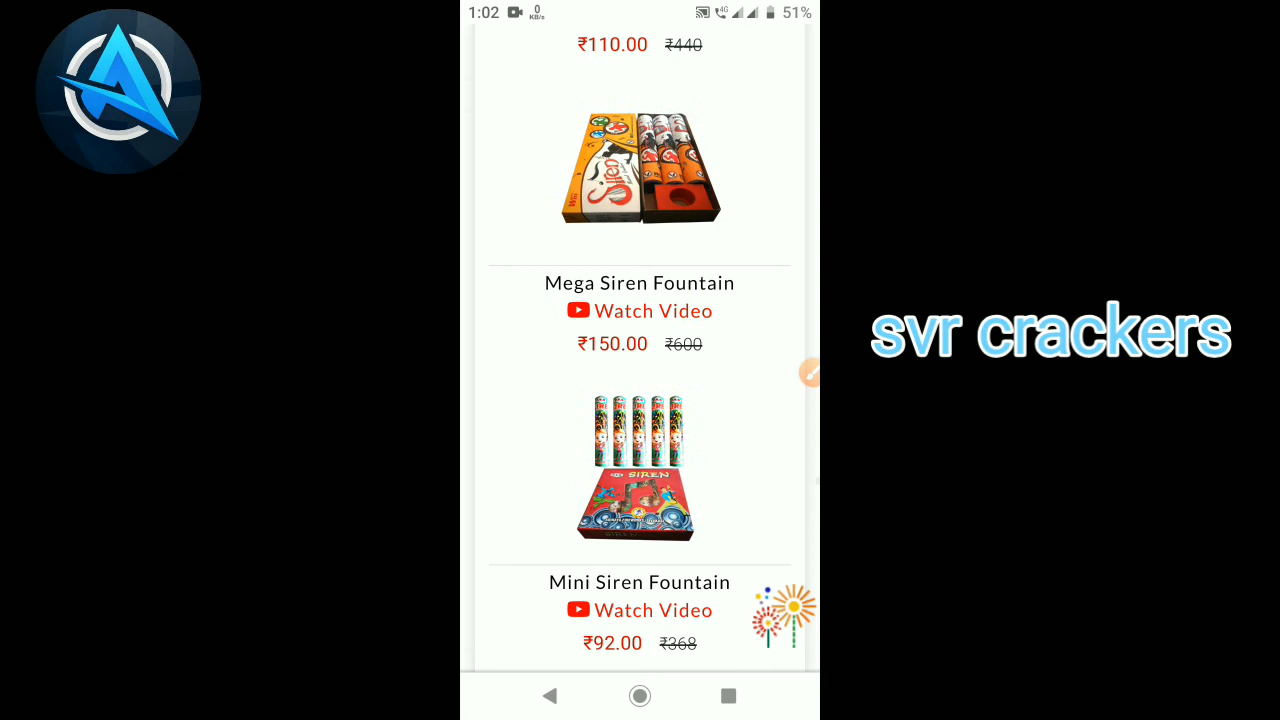 1:02 0 KB/s 4G 51%
₹110.00 ₹440
Siren
Mega Siren Fountain
Watch Video
₹150.00 ₹600
svr crackers
SIREN
Mini Siren Fountain
Watch Video
₹92.00 ₹368